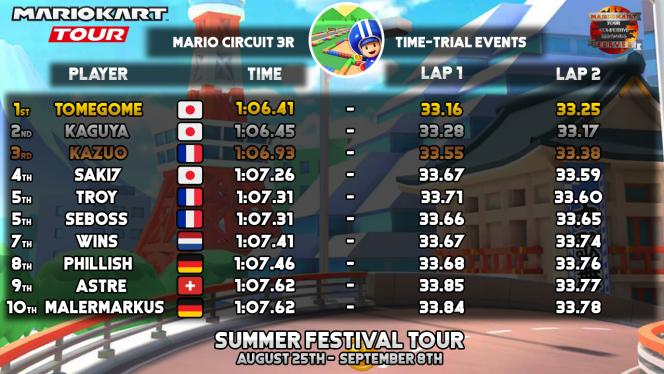 MARIOKART
TOUR
MARIO CIRCUIT 3R
TIME-TRIAL EVENTS
PLAYER TIME LAP 1 LAP 2
1ST TOMEGOME 1:06.41 - 33.16 33.25
2ND KAGUYA 1:06.45 - 33.28 33.17
3RD KAZUO 1:06.93 - 33.55 33.38
4TH SAKI7 1:07.26 - 33.67 33.59
5TH TROY 1:07.31 - 33.71 33.60
5TH SEBOSS 1:07.31 - 33.66 33.65
7TH WINS 1:07.41 - 33.67 33.74
8TH PHILLISH 1:07.46 - 33.68 33.76
9TH ASTRE 1:07.62 - 33.85 33.77
10TH MALERMARKUS 1:07.62 - 33.84 33.78
SUMMER FESTIVAL TOUR
AUGUST 25TH - SEPTEMBER 8TH